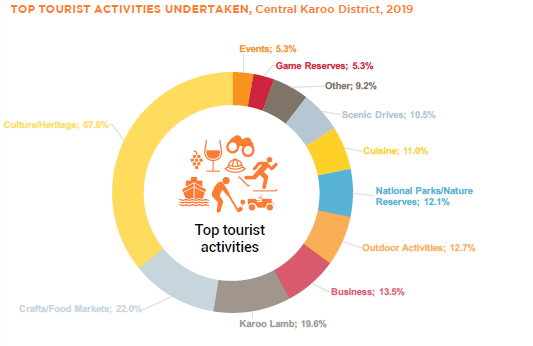 TOP TOURIST ACTIVITIES UNDERTAKEN, Central Karoo District, 2019
Events; 5.3%
Game Reserves; 5.3%
Other; 9.2%
Scenic Drives; 10.5%
Culture/Heritage; 67.6%
Cuisine; 11.0%
National Parks/Nature
Reserves; 12.1%
Top tourist
activities
Outdoor Activities; 12.7%
Business; 13.5%
Crafts/Food Markets; 22.0%
Karoo Lamb; 19.6%